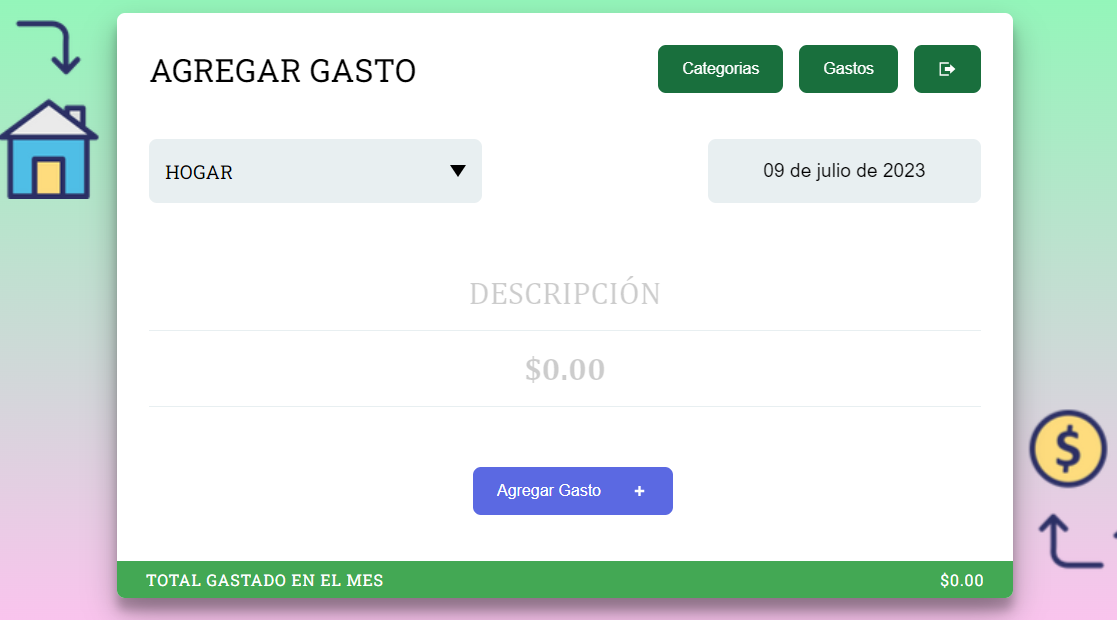 AGREGAR GASTO
Categorias
Gastos
HOGAR
09 de julio de 2023
DESCRIPCIÓN
$0.00
Agregar Gasto +
TOTAL GASTADO EN EL MES
$0.00
$